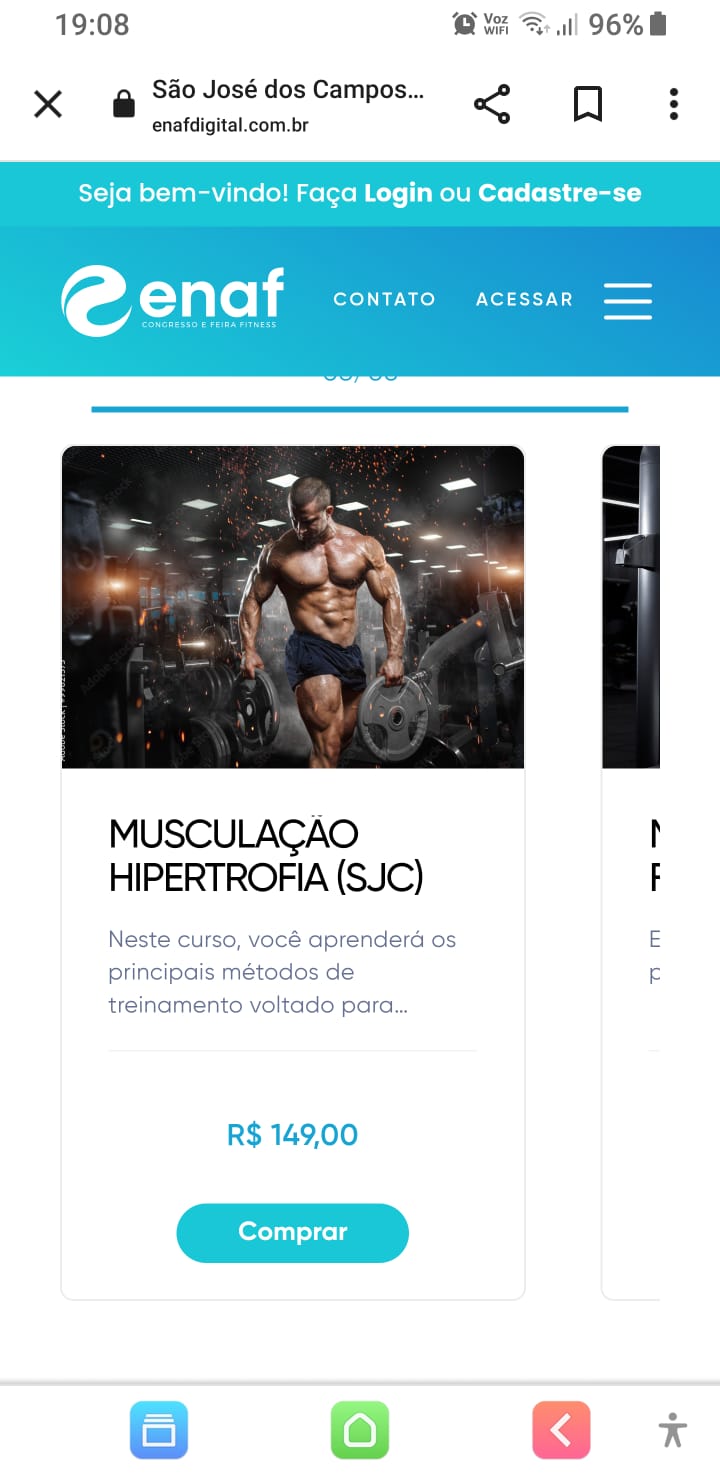 19:08
Voz
WIFI
96%
São José dos Campos...
enafdigital.com.br
Seja bem-vindo! Faça Login ou Cadastre-se
enaf
CONGRESSO E FEIRA FITNESS
CONTATO
ACESSAR
MUSCULAÇÃO
HIPERTROFIA (SJC)
Neste curso, você aprenderá os
principais métodos de
treinamento voltado para...
R$ 149,00
Comprar